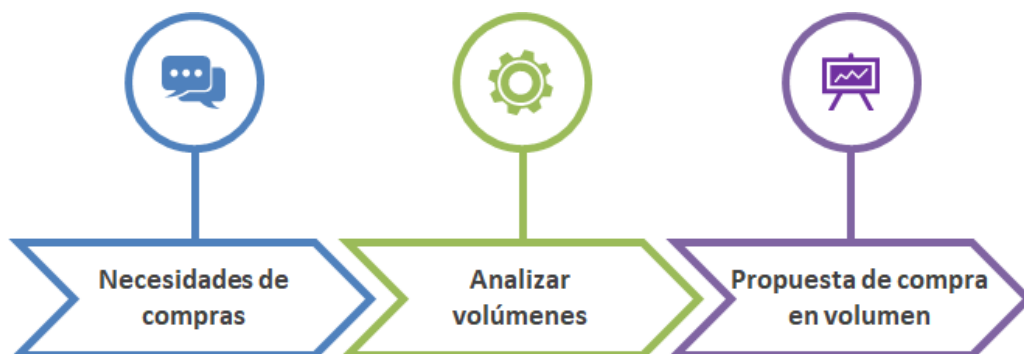 Necesidades de
compras
Analizar
volúmenes
Propuesta de compra
en volumen